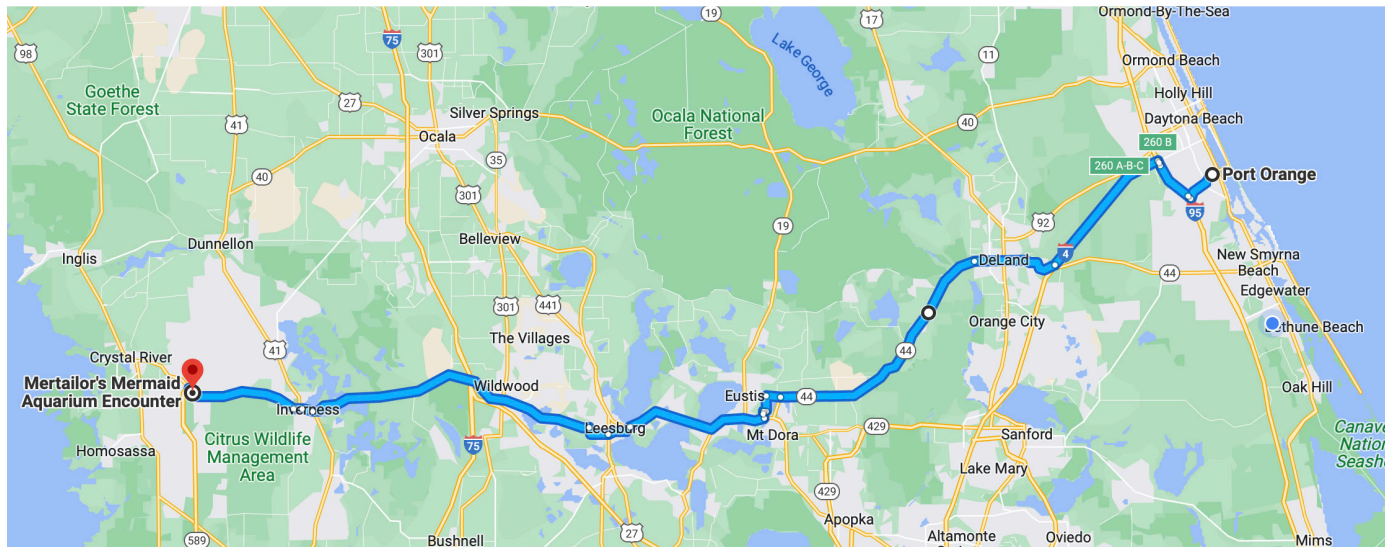 Ormond-By-The-Sea
19
17
98
75
301
11
Lake George
Ormond Beach
Goethe
State Forest
27
Holly Hill
Silver Springs
Ocala National
Forest
41
40
Daytona Beach
Ocala
260 B
35
260 A-B-C
40
Port Orange
301
95
92
19
Belleview
Dunnellon
4
Inglis
DeLand
New Smyrna
Beach
44
Edgewater
301
441
Orange City
The Villages
41
44
Crystal River
Mertailor's Mermaid
Aquarium Encounter
Wildwood
Oak Hill
Eustis
44
Inverness
Leesburg
Mt Dora
429
Sanford
Citrus Wildlife
Management
Area
75
Homosassa
Lake Mary
429
Apopka
27
589
Bushnell
Altamonte
Oviedo
Mims